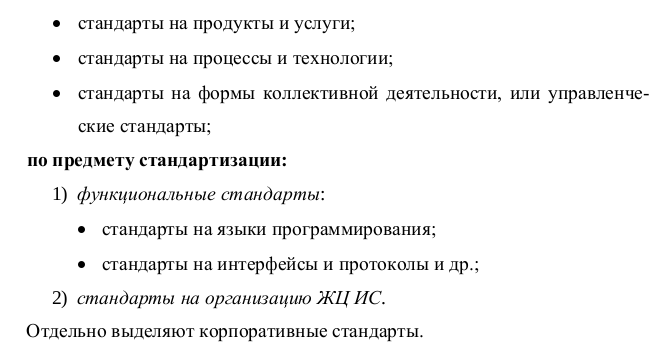 • стандарты на продукты и услуги;
• стандарты на процессы и технологии;
• стандарты на формы коллективной деятельности, или управленче-
ские стандарты;
по предмету стандартизации:
1) функциональные стандарты:
• стандарты на языки программирования;
• стандарты на интерфейсы и протоколы и др.;
2) стандарты на организацию ЖЦ ИС.
Отдельно выделяют корпоративные стандарты.